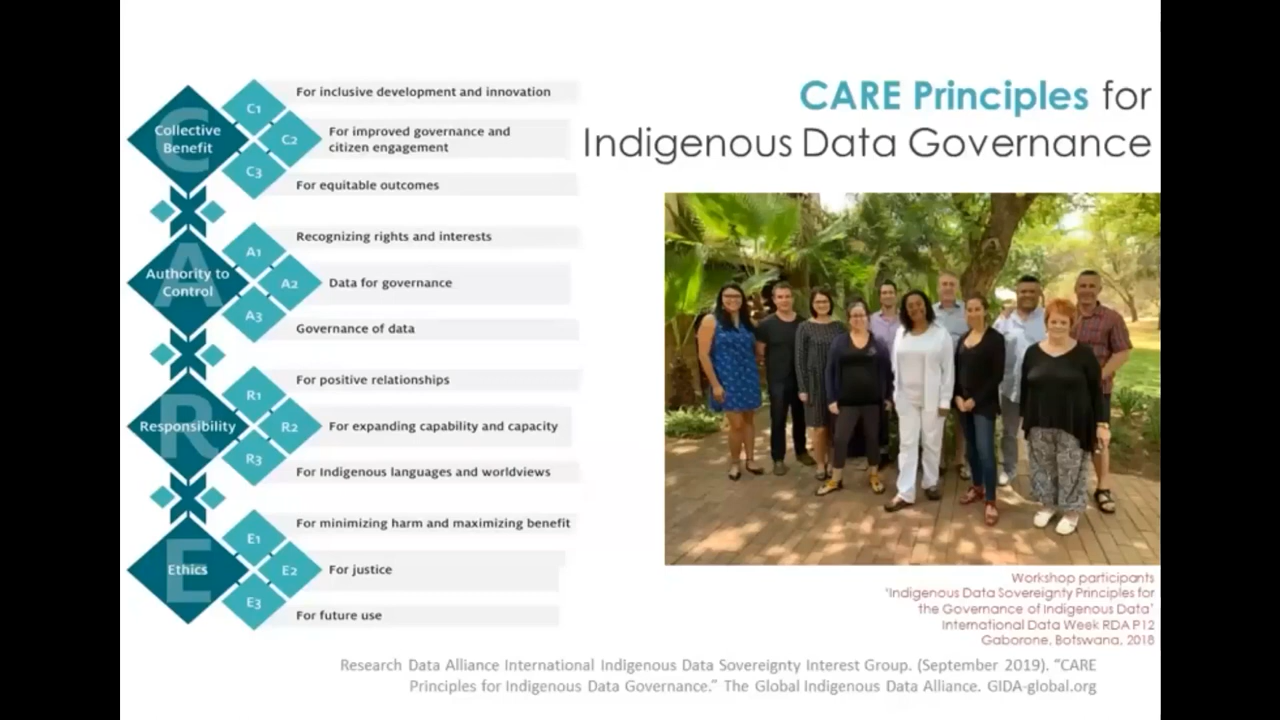 CARE Principles for
Indigenous Data Governance
C
Collective
Benefit
C1
For inclusive development and innovation
C2
For improved governance and
citizen engagement
C3
For equitable outcomes
A
Authority to
Control
A1
Recognizing rights and interests
A2
Data for governance
A3
Governance of data
R
Responsibility
R1
For positive relationships
R2
For expanding capability and capacity
R3
For Indigenous languages and worldviews
E
Ethics
E1
For minimizing harm and maximizing benefit
E2
For justice
E3
For future use
Workshop participants
'Indigenous Data Sovereignty Principles for
the Governance of Indigenous Data'
International Data Week RDA P12
Gaborone, Botswana, 2018
Research Data Alliance International Indigenous Data Sovereignty Interest Group. (September 2019). "CARE
Principles for Indigenous Data Governance." The Global Indigenous Data Alliance. GIDA-global.org